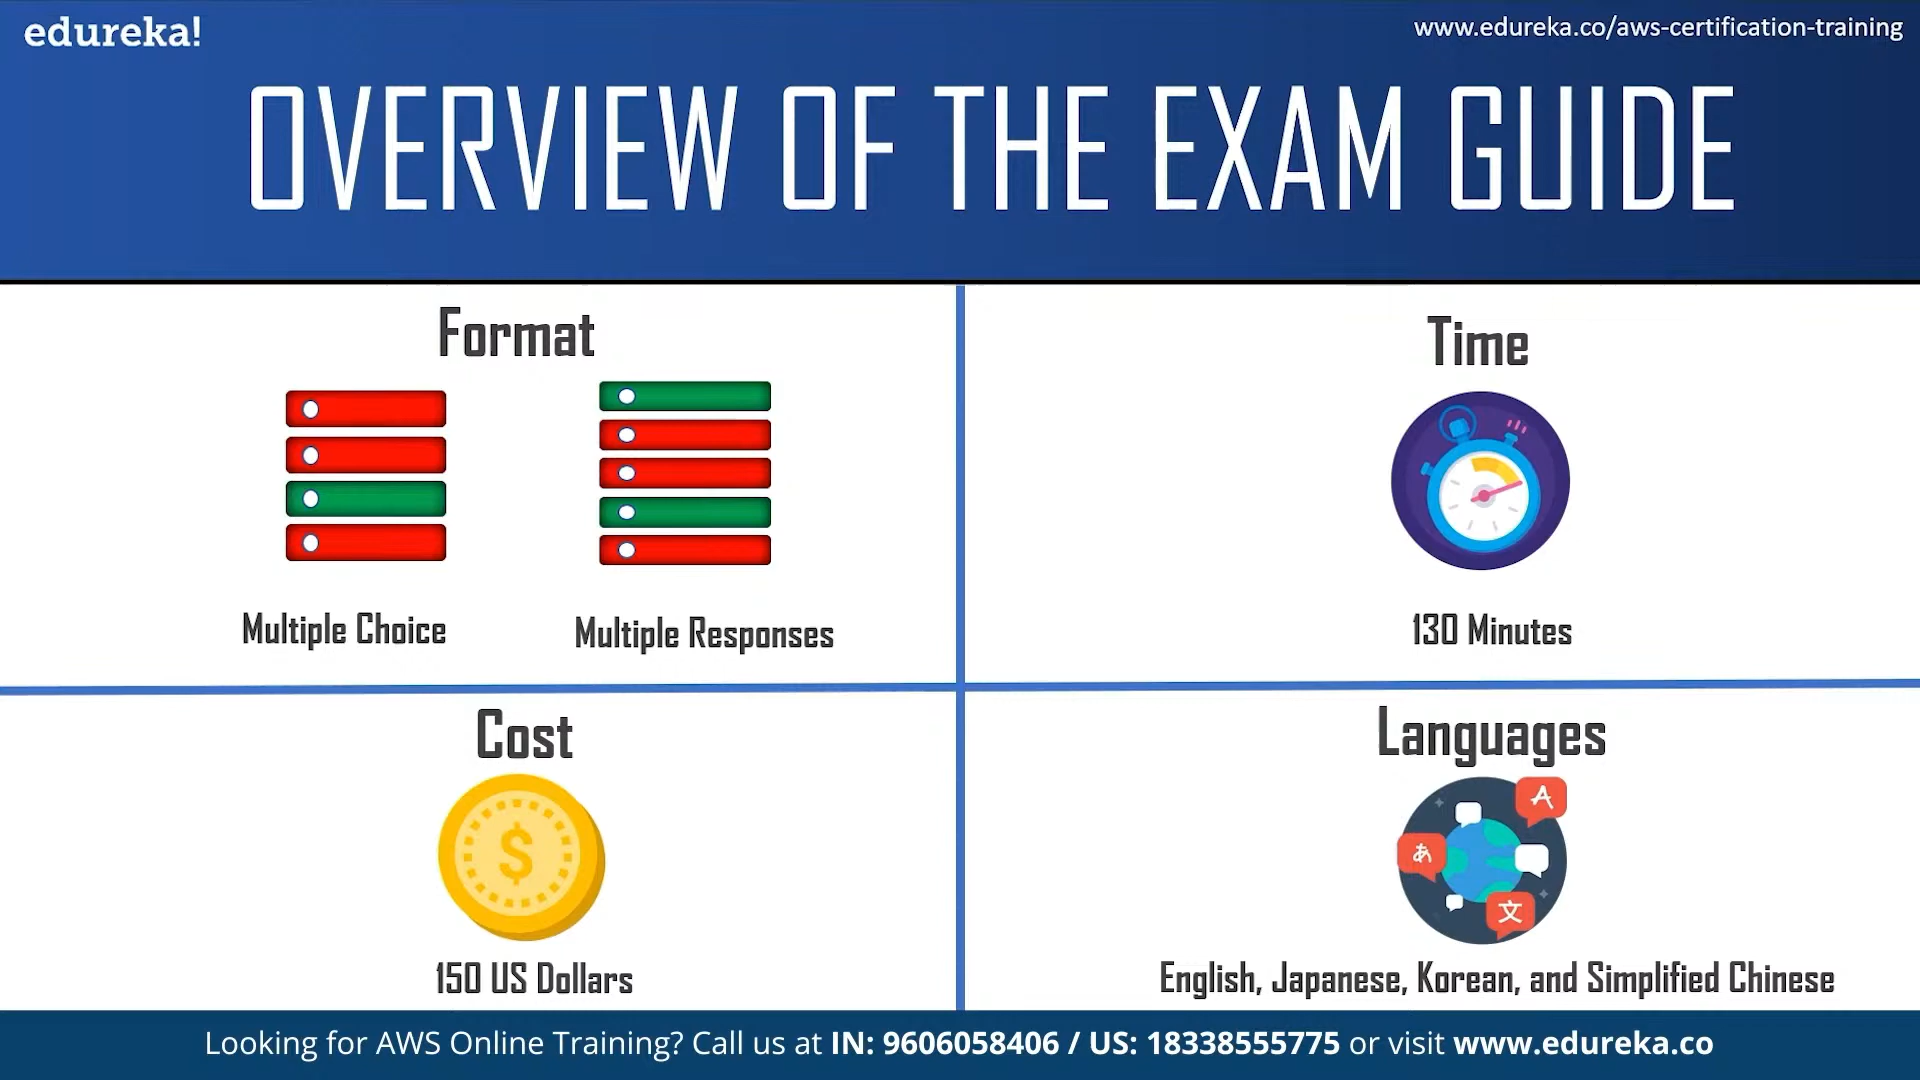 edureka!
www.edureka.co/aws-certification-training
OVERVIEW OF THE EXAM GUIDE
Format
Multiple Choice
Multiple Responses
Time
130 Minutes
Cost
$
150 US Dollars
Languages
A
あ
文
English, Japanese, Korean, and Simplified Chinese
Looking for AWS Online Training? Call us at IN: 9606058406 / US: 18338555775 or visit www.edureka.co